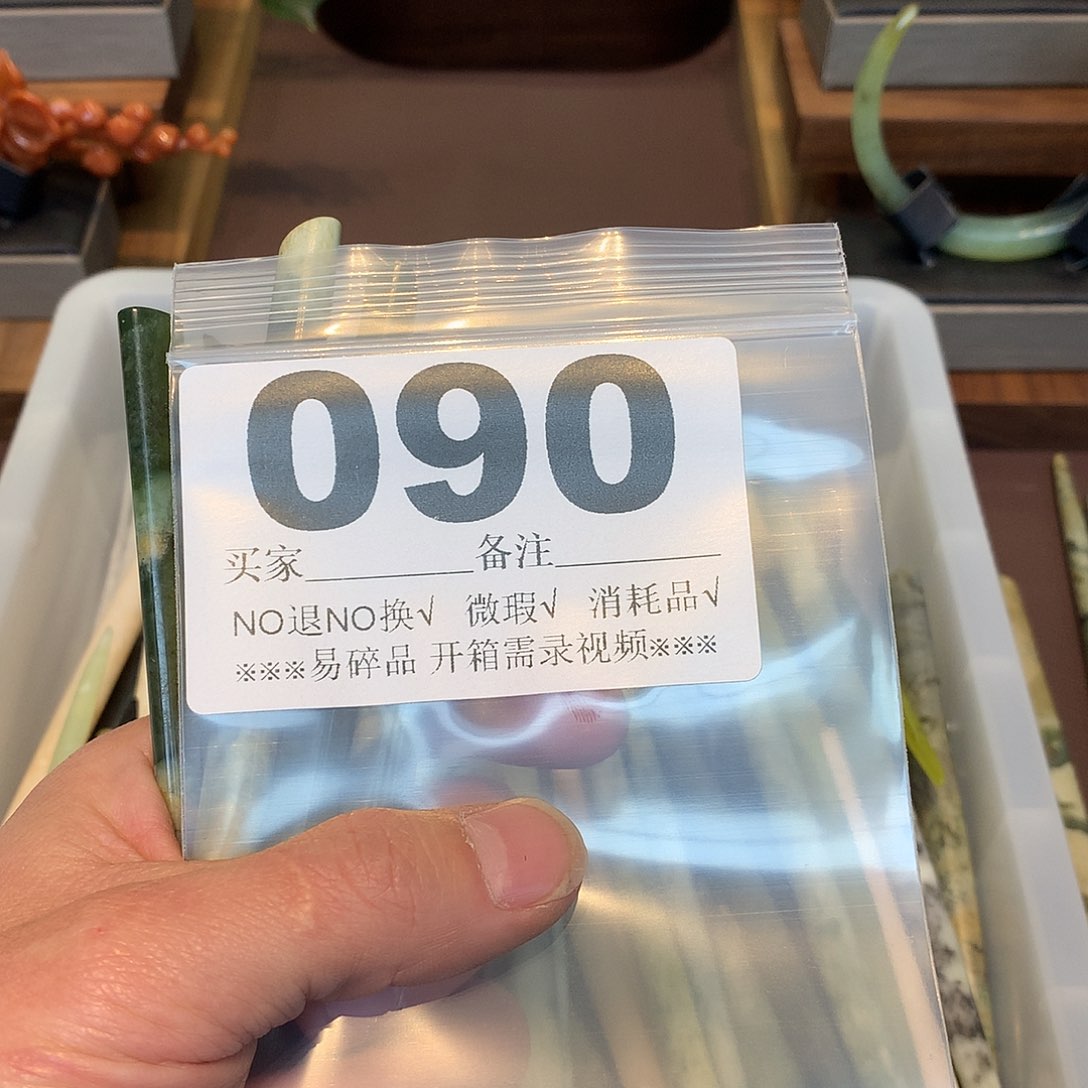 090
买家________备注________
NO退NO换√ 微瑕√ 消耗品√
※※※易碎品 开箱需录视频※※※